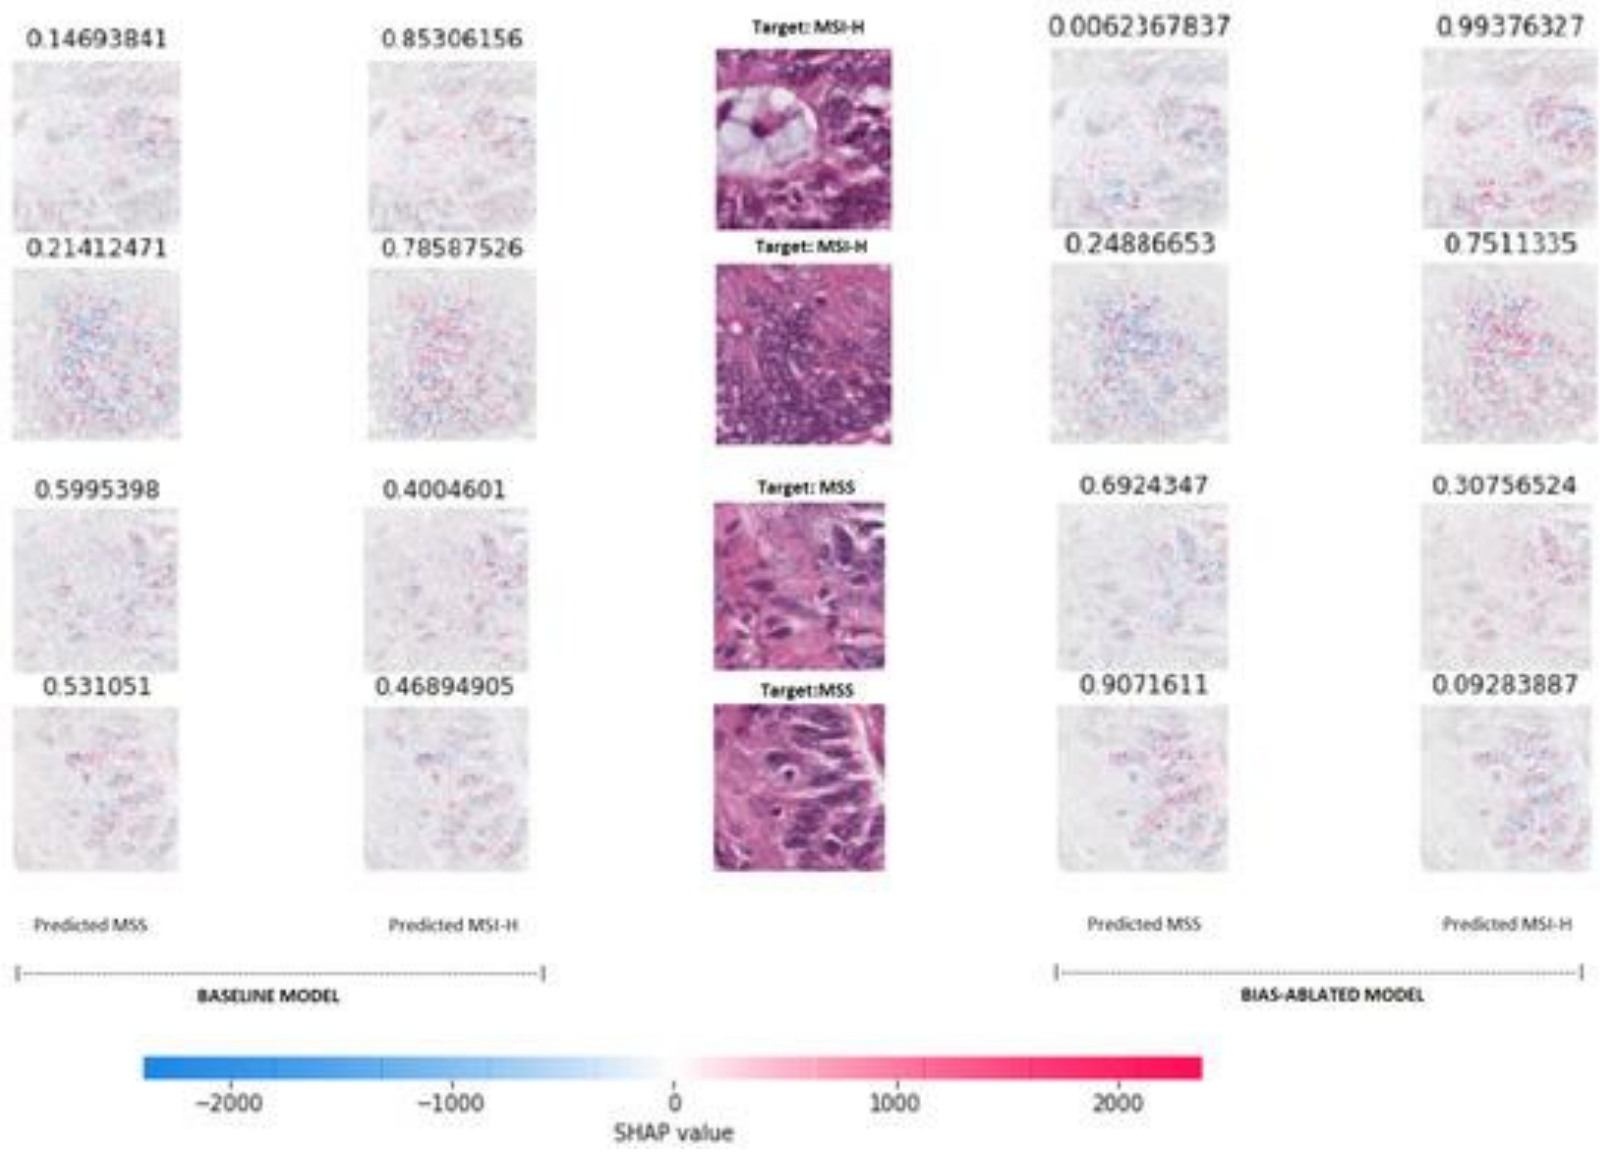 0.14693841 0.85306156 Target: MSI-H 0.0062367837 0.99376327
0.21412471 0.78587526 Target: MSI-H 0.24886653 0.7511335
0.5995398 0.4004601 Target: MSS 0.6924347 0.30756524
0.531051 0.46894905 Target:MSS 0.9071611 0.09283887
Predicted MSS Predicted MSI-H Predicted MSS Predicted MSI-H
BASELINE MODEL BIAS-ABLATED MODEL
−2000 −1000 0 1000 2000
SHAP value